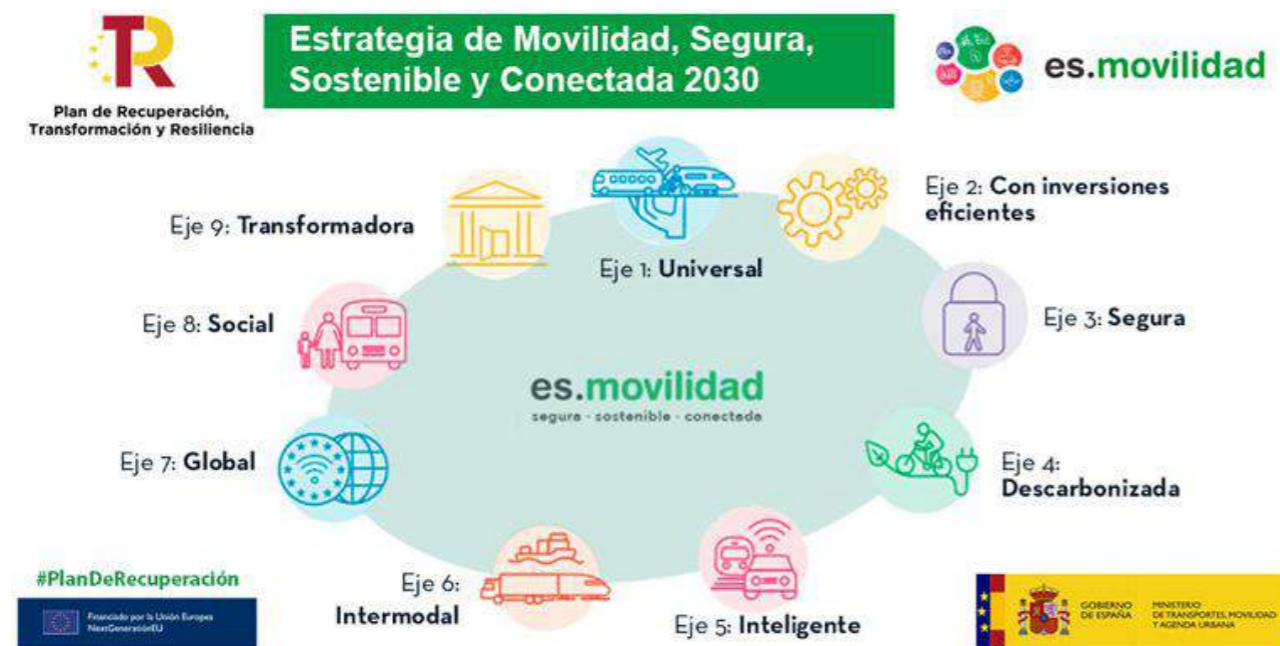 Estrategia de Movilidad, Segura,
Sostenible y Conectada 2030
TR
Plan de Recuperación,
Transformación y Resiliencia
es.movilidad
Eje 1: Universal
Eje 2: Con inversiones
eficientes
Eje 3: Segura
Eje 4:
Descarbonizada
Eje 5: Inteligente
Eje 6:
Intermodal
Eje 7: Global
Eje 8: Social
Eje 9: Transformadora
es.movilidad
segura · sostenible · conectada
#PlanDeRecuperación
Financiado por la Unión Europea
NextGenerationEU
GOBIERNO
DE ESPAÑA
MINISTERIO
DE TRANSPORTES, MOVILIDAD
Y AGENDA URBANA